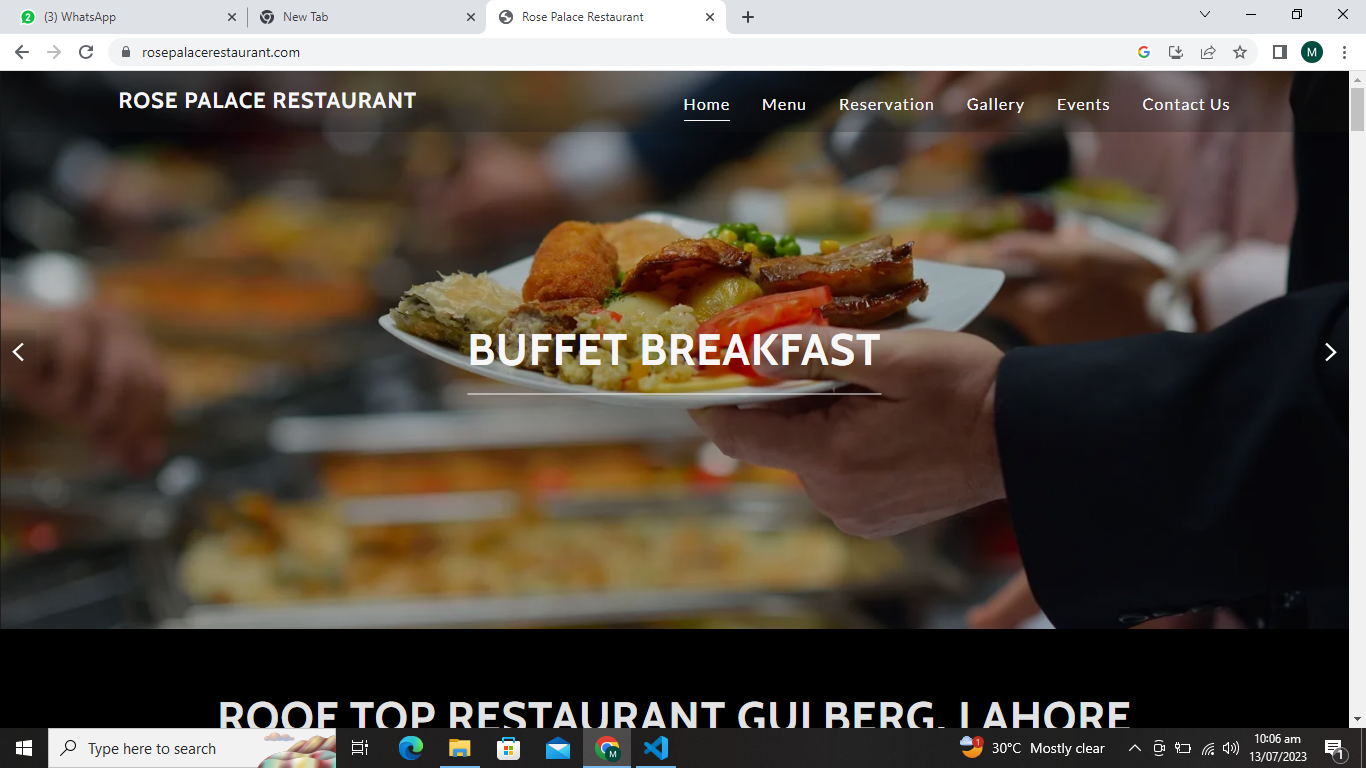 (3) WhatsApp
New Tab
Rose Palace Restaurant
rosepalacerestaurant.com
M
ROSE PALACE RESTAURANT
Home
Menu
Reservation
Gallery
Events
Contact Us
BUFFET BREAKFAST
ROOF TOP RESTAURANT GULBERG, LAHORE
Type here to search
30°C Mostly clear
10:06 am
13/07/2023